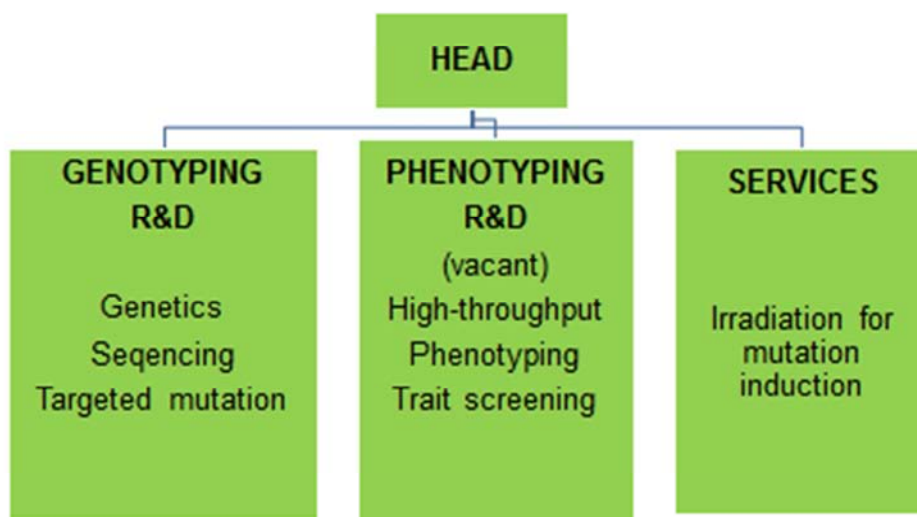 HEAD
GENOTYPING
R&D
Genetics
Seqencing
Targeted mutation
PHENOTYPING
R&D
(vacant)
High-throughput
Phenotyping
Trait screening
SERVICES
Irradiation for
mutation
induction